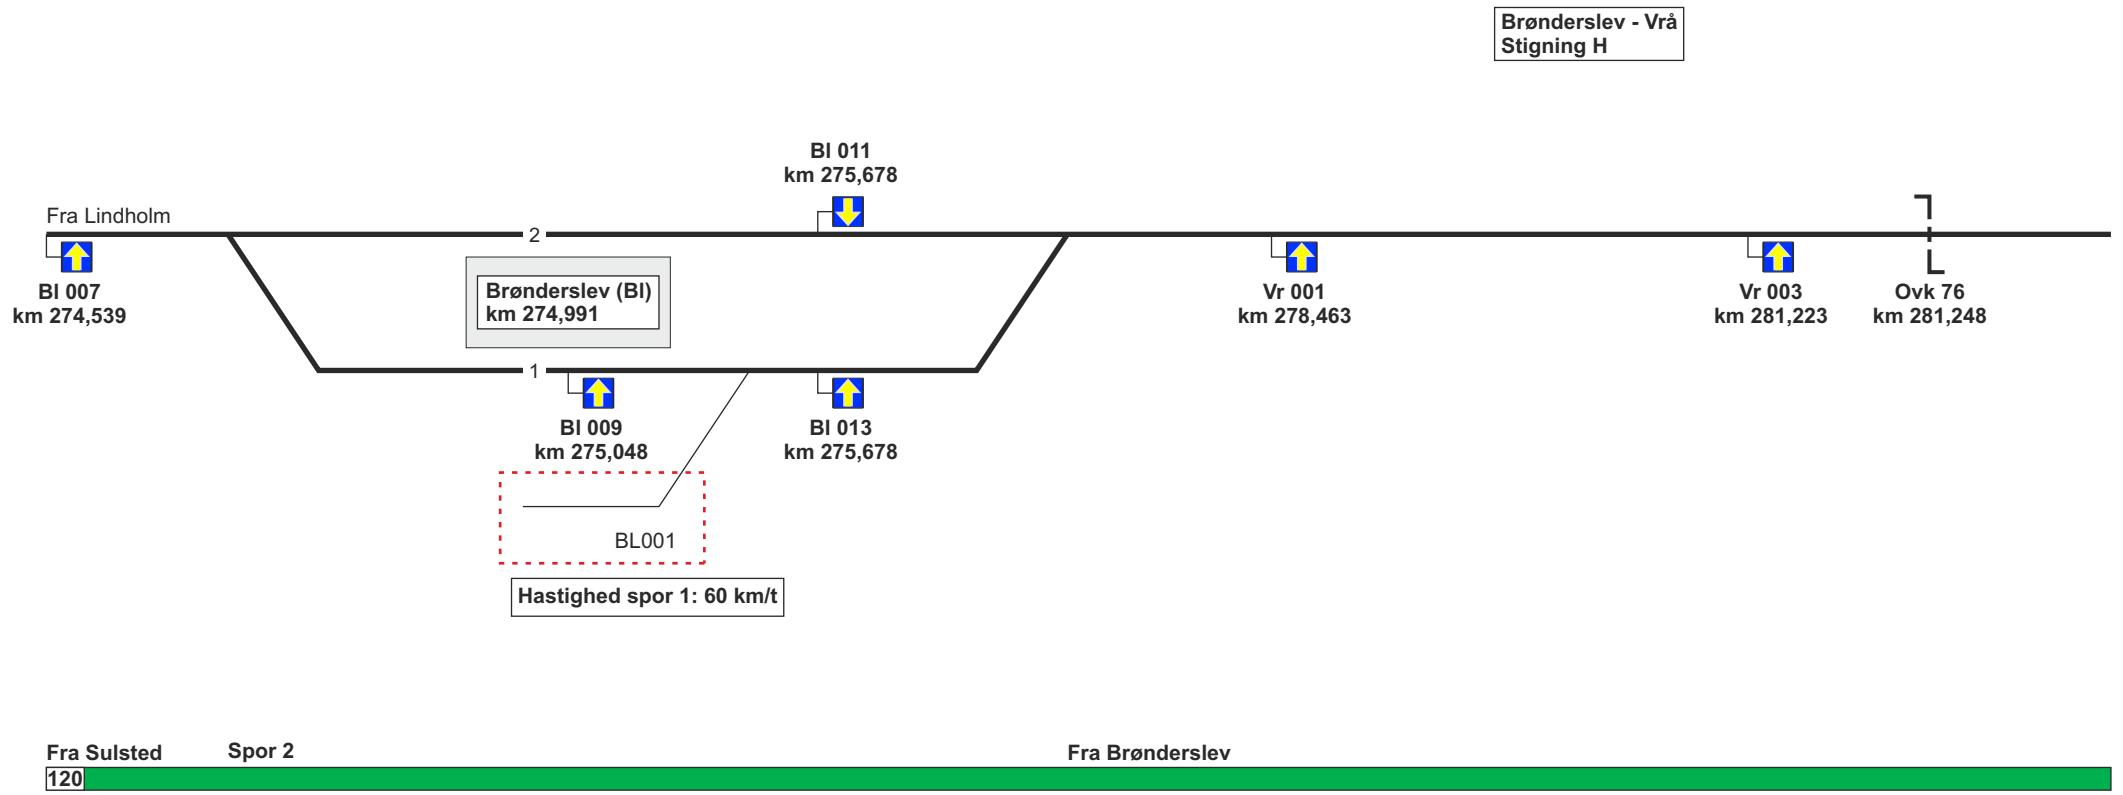 Brønderslev - Vrå
Stigning H
Bl 011
km 275,678
Fra Lindholm
2
Bl 007
km 274,539
Brønderslev (Bl)
km 274,991
Vr 001
km 278,463
Vr 003
km 281,223
Ovk 76
km 281,248
1
Bl 009
km 275,048
Bl 013
km 275,678
BL001
Hastighed spor 1: 60 km/t
Fra Sulsted
Spor 2
Fra Brønderslev
120